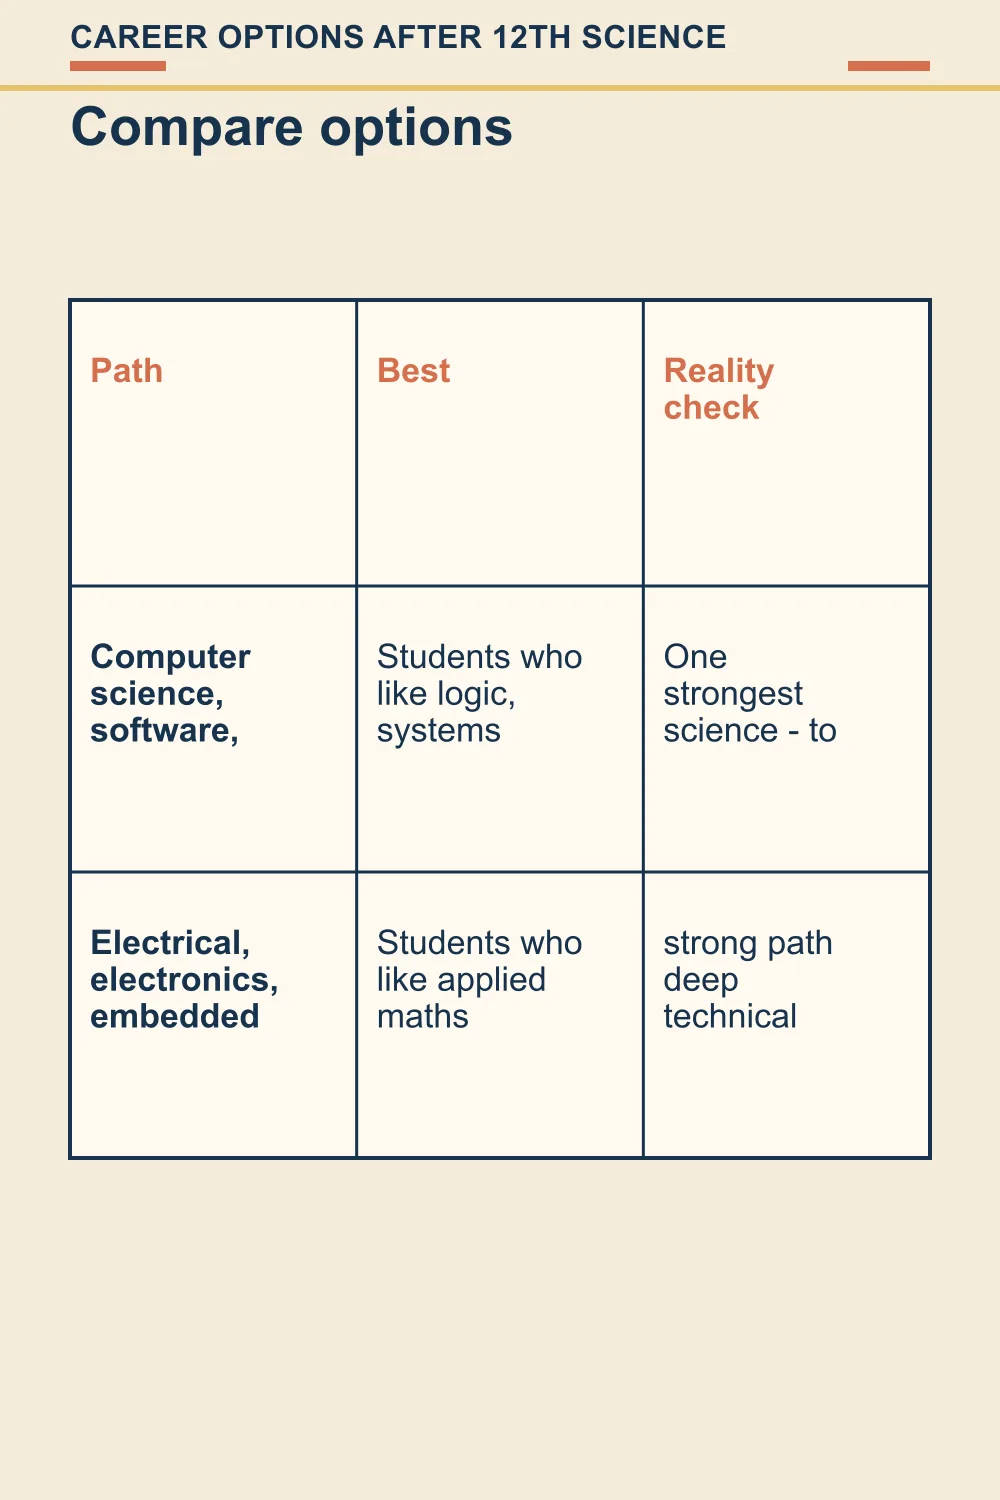 CAREER OPTIONS AFTER 12TH SCIENCE
Compare options
Path
Best
Reality
check
Computer
science,
software,
Students who
like logic,
systems
One
strongest
science - to
Electrical,
electronics,
embedded
Students who
like applied
maths
strong path
deep
technical